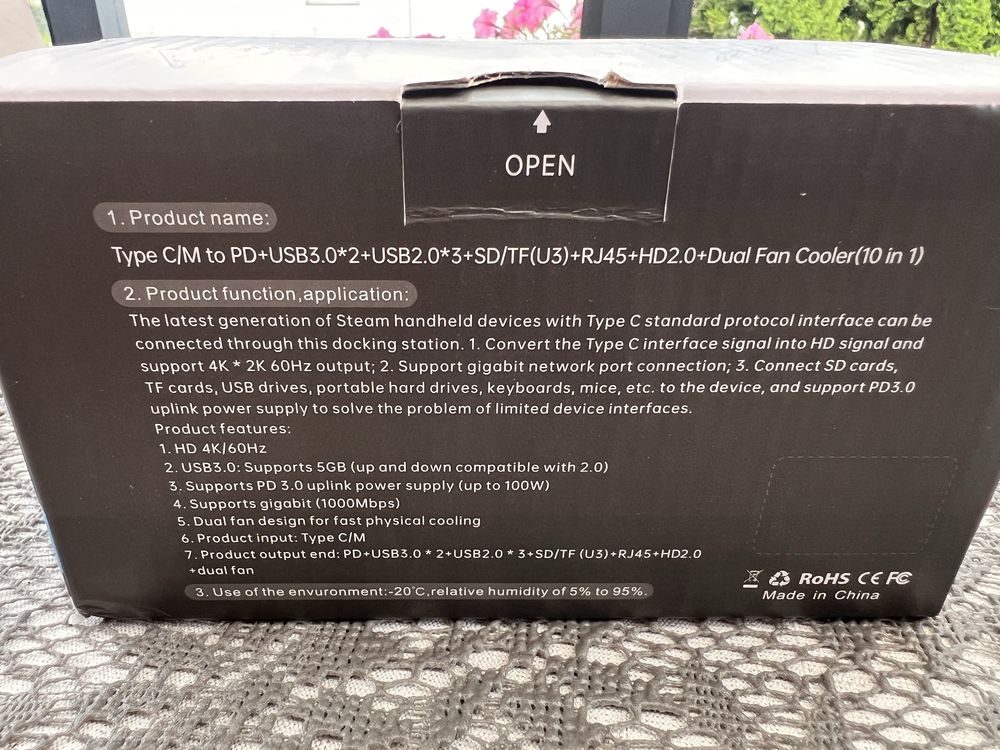 OPEN
1. Product name:
Type C/M to PD+USB3.0*2+USB2.0*3+SD/TF(U3)+RJ45+HD2.0+Dual Fan Cooler(10 in 1)
2. Product function,application:
The latest generation of Steam handheld devices with Type C standard protocol interface can be
connected through this docking station. 1. Convert the Type C interface signal into HD signal and
support 4K * 2K 60Hz output; 2. Support gigabit network port connection; 3. Connect SD cards,
TF cards, USB drives, portable hard drives, keyboards, mice, etc. to the device, and support PD3.0
uplink power supply to solve the problem of limited device interfaces.
Product features:
1. HD 4K/60Hz
2. USB3.0: Supports 5GB (up and down compatible with 2.0)
3. Supports PD 3.0 uplink power supply (up to 100W)
4. Supports gigabit (1000Mbps)
5. Dual fan design for fast physical cooling
6. Product input: Type C/M
7. Product output end: PD+USB3.0 * 2+USB2.0 * 3+SD/TF (U3)+RJ45+HD2.0
+dual fan
3. Use of the envuronment:-20°C,relative humidity of 5% to 95%.
RoHS CE FC
Made in China